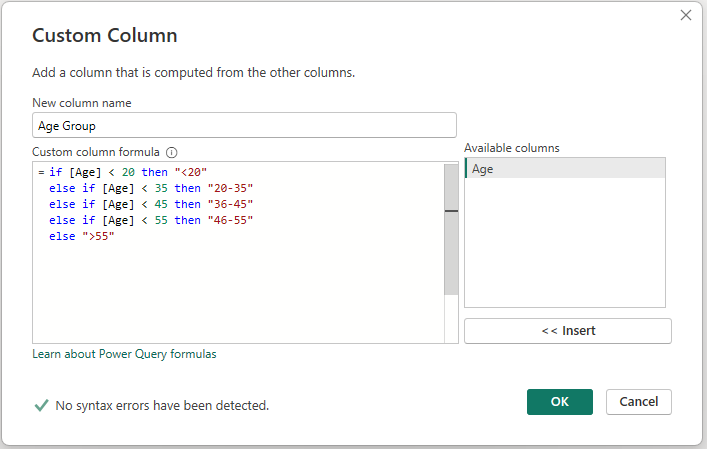 Custom Column
Add a column that is computed from the other columns.
New column name
Age Group
Custom column formula
= if [Age] < 20 then "<20"
else if [Age] < 35 then "20-35"
else if [Age] < 45 then "36-45"
else if [Age] < 55 then "46-55"
else ">55"
Available columns
Age
<< Insert
Learn about Power Query formulas
No syntax errors have been detected.
OK
Cancel